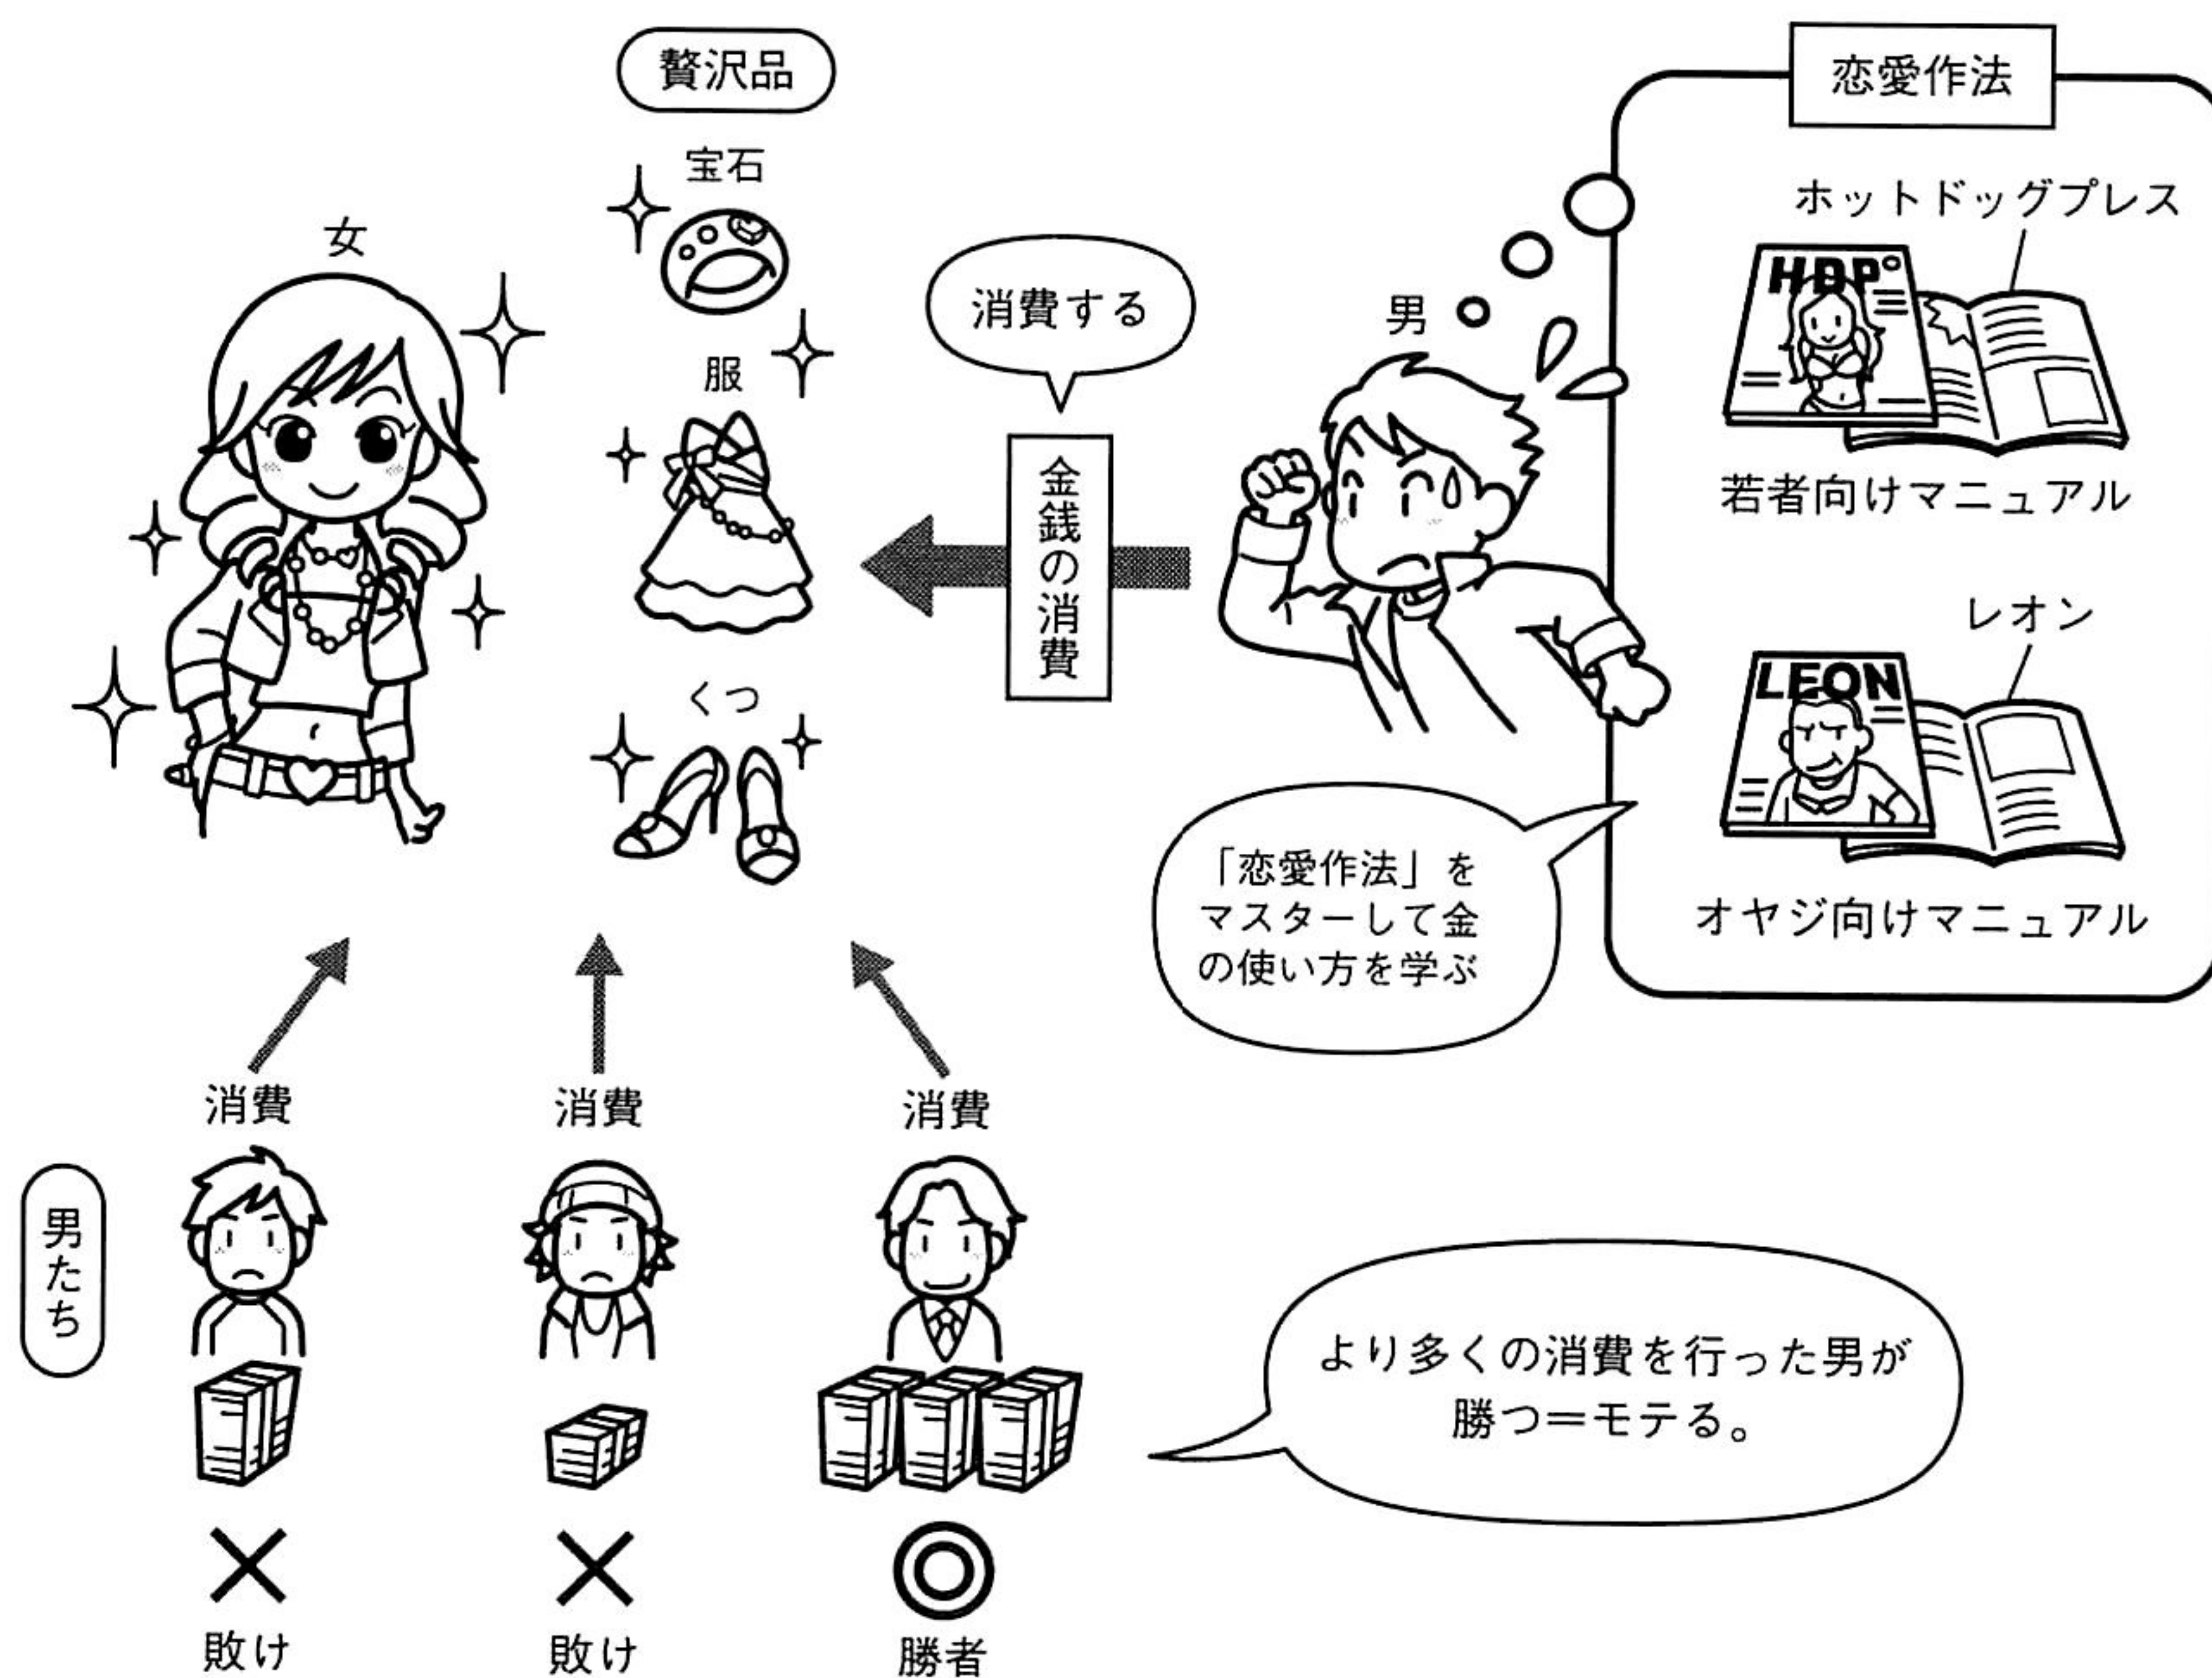 贅沢品
宝石
女
服
くつ
消費する
金銭の消費
男
恋愛作法
ホットドッグプレス
HDP
若者向けマニュアル
レオン
LEON
オヤジ向けマニュアル
「恋愛作法」を
マスターして金
の使い方を学ぶ
消費
消費
消費
男たち
より多くの消費を行った男が
勝つ＝モテる。
敗け
敗け
勝者